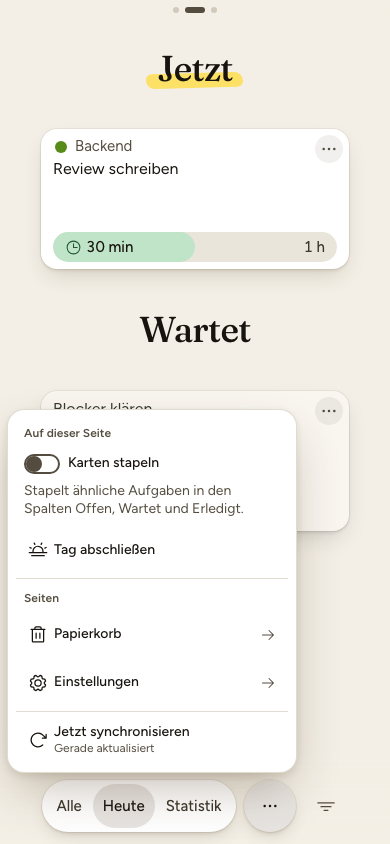 Jetzt
Backend
Review schreiben
30 min
1 h
Wartet
Blocker klären
Auf dieser Seite
Karten stapeln
Stapelt ähnliche Aufgaben in den
Spalten Offen, Wartet und Erledigt.
Tag abschließen
Seiten
Papierkorb
Einstellungen
Jetzt synchronisieren
Gerade aktualisiert
Alle
Heute
Statistik